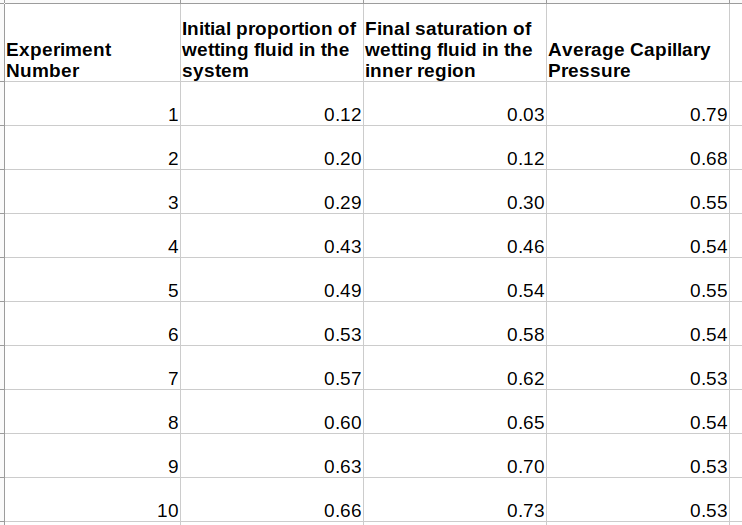 Experiment Number | Initial proportion of wetting fluid in the system | Final saturation of wetting fluid in the inner region | Average Capillary Pressure
1 0.12 0.03 0.79
2 0.20 0.12 0.68
3 0.29 0.30 0.55
4 0.43 0.46 0.54
5 0.49 0.54 0.55
6 0.53 0.58 0.54
7 0.57 0.62 0.53
8 0.60 0.65 0.54
9 0.63 0.70 0.53
10 0.66 0.73 0.53